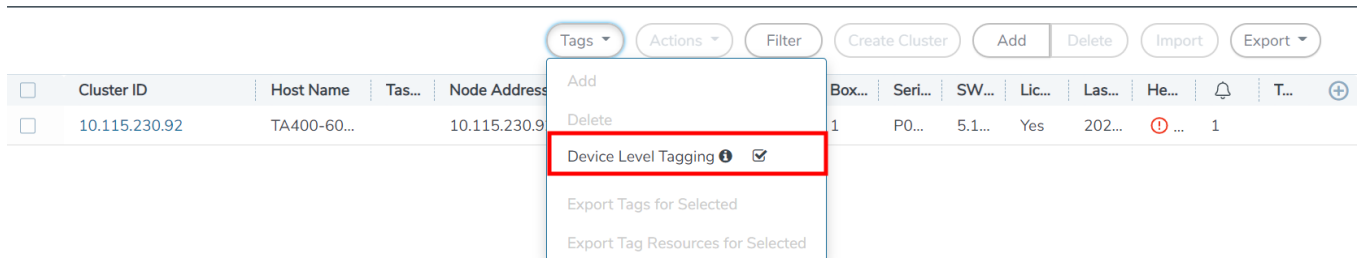 Tags Actions Filter Create Cluster Add Delete Import Export
Add
Cluster ID Host Name Tas... Node Address Box... Seri... SW... Lic... Las... He... T...
Delete
10.115.230.92 TA400-60... 10.115.230.9 1 P0... 5.1... Yes 202... ... 1
Device Level Tagging
Export Tags for Selected
Export Tag Resources for Selected